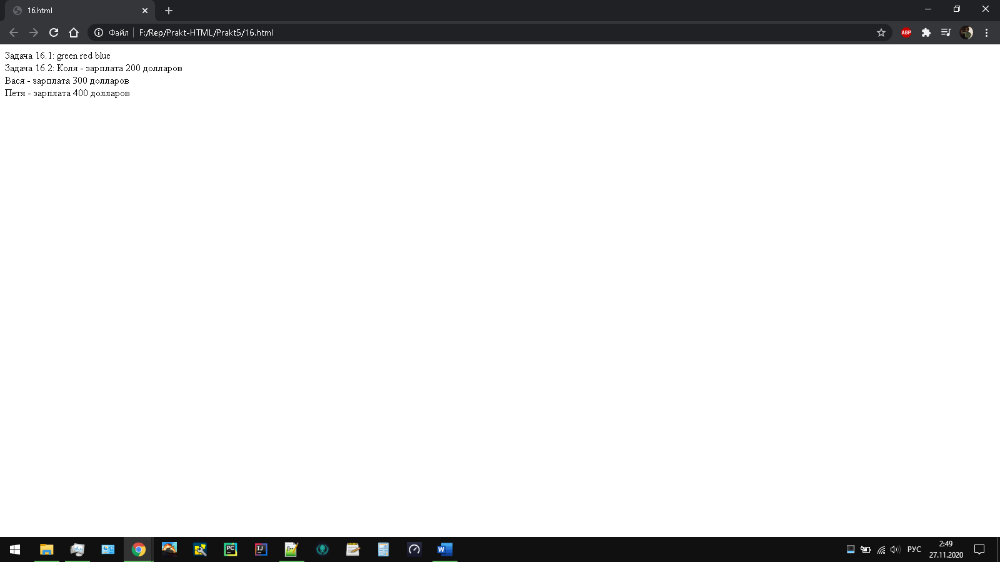 16.html
Файл F:/Rep/Prakt-HTML/Prakt5/16.html
ABP
Задача 16.1: green red blue
Задача 16.2: Коля - зарплата 200 долларов
Вася - зарплата 300 долларов
Петя - зарплата 400 долларов
PC
IJ
W
РУС
2:49
27.11.2020